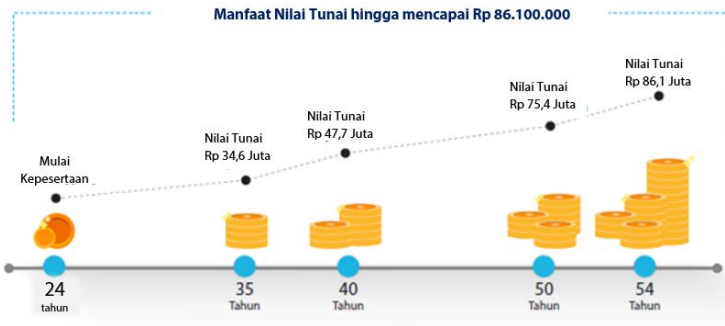 Manfaat Nilai Tunai hingga mencapai Rp 86.100.000
Nilai Tunai
Rp 86,1 Juta
Nilai Tunai
Rp 75,4 Juta
Nilai Tunai
Rp 47,7 Juta
Nilai Tunai
Rp 34,6 Juta
Mulai
Kepesertaan
24
tahun
35
Tahun
40
Tahun
50
Tahun
54
Tahun